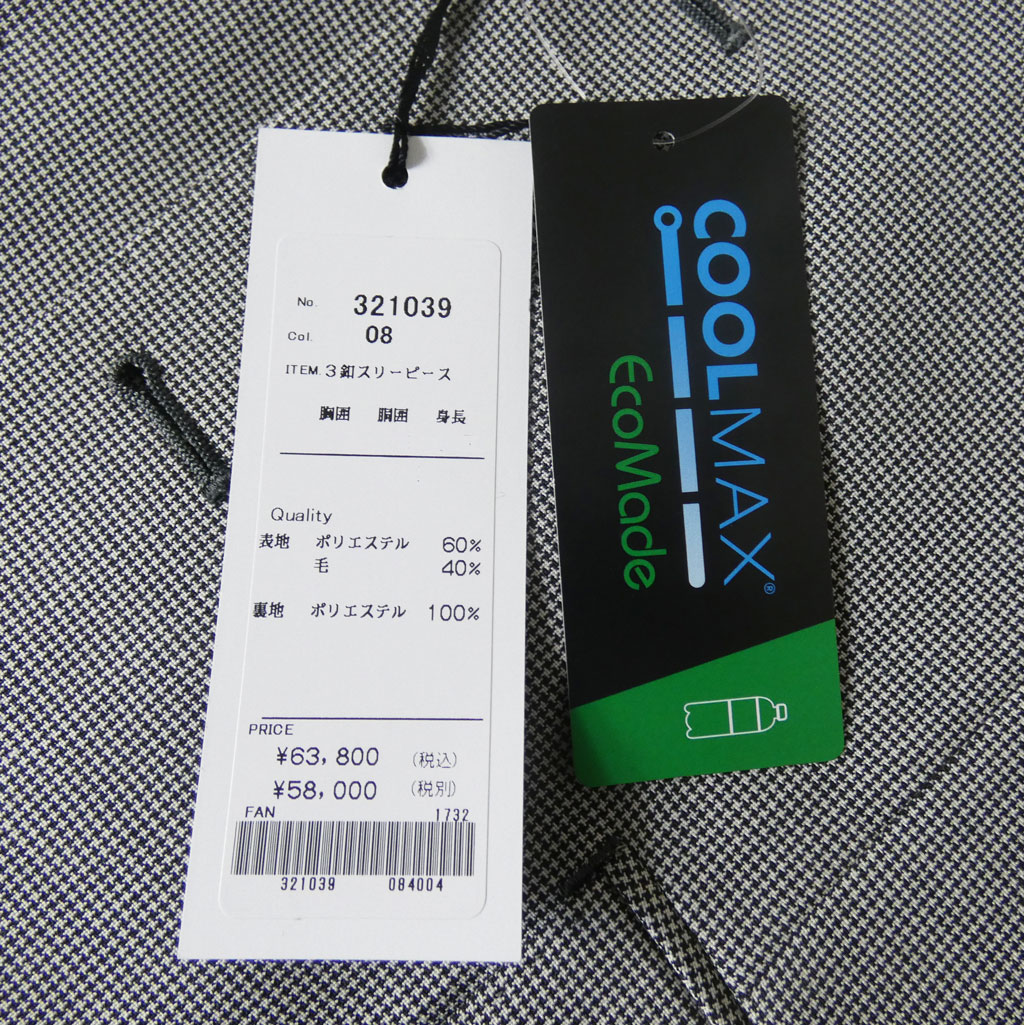 No. 321039
Col. 08
ITEM.3釦スリーピース
胸囲 胴囲 身長
Quality
表地 ポリエステル 60%
毛 40%
裏地 ポリエステル 100%
PRICE
¥63,800 (税込)
¥58,000 (税別)
FAN 1732
321039 084004
COOLMAX®
EcoMade